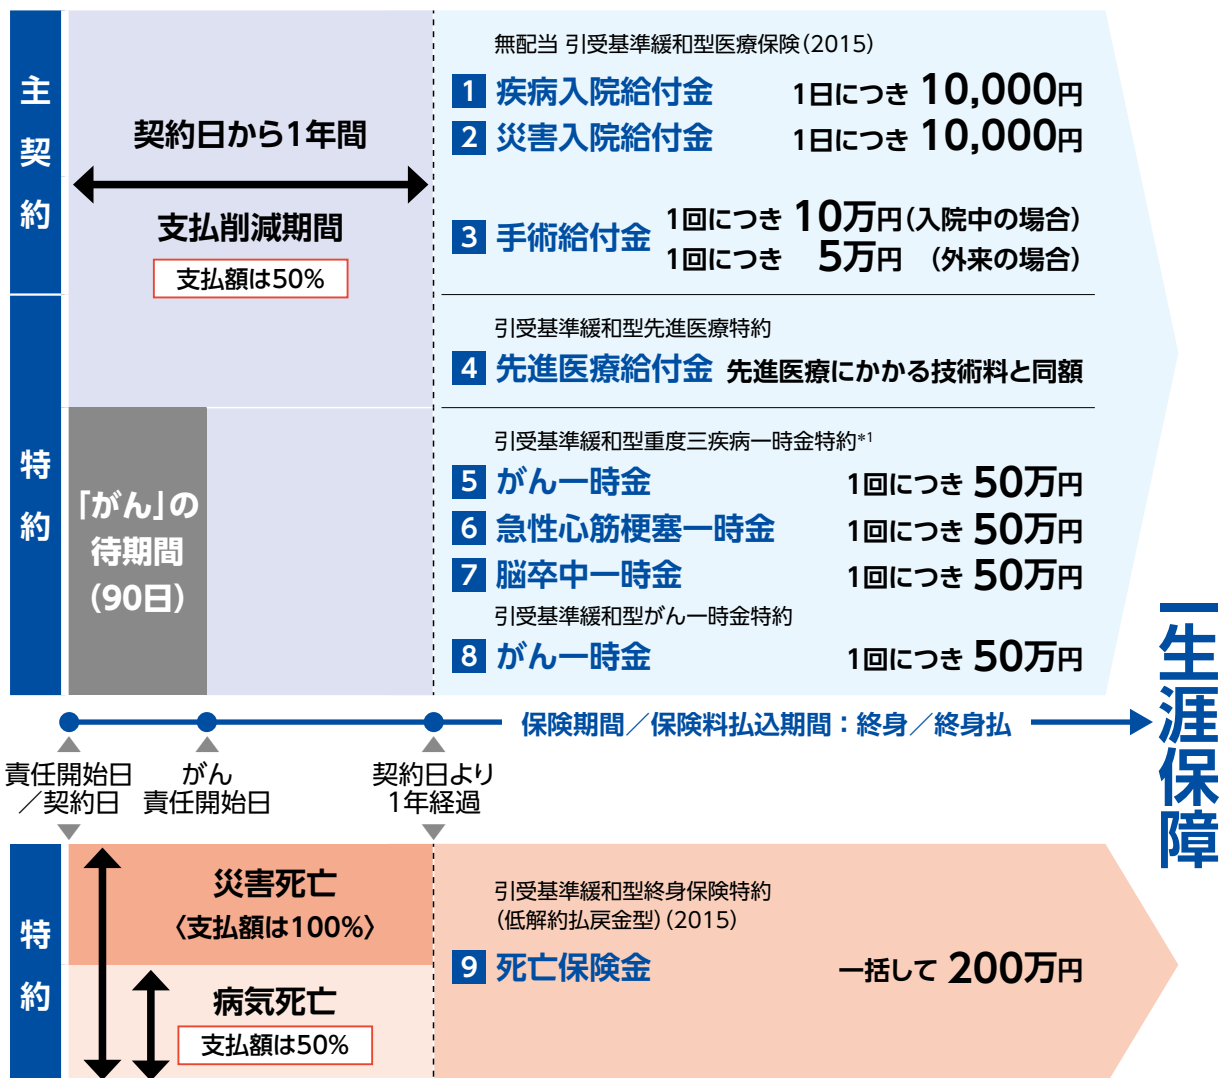 主契約
契約日から1年間
支払削減期間
支払額は50%
無配当 引受基準緩和型医療保険(2015)
1 疾病入院給付金 1日につき 10,000円
2 災害入院給付金 1日につき 10,000円
3 手術給付金 1回につき 10万円(入院中の場合)
1回につき 5万円 (外来の場合)
特約
引受基準緩和型先進医療特約
4 先進医療給付金 先進医療にかかる技術料と同額
「がん」の
待期間
(90日)
引受基準緩和型重度三疾病一時金特約*1
5 がん一時金 1回につき 50万円
6 急性心筋梗塞一時金 1回につき 50万円
7 脳卒中一時金 1回につき 50万円
引受基準緩和型がん一時金特約
8 がん一時金 1回につき 50万円
保険期間/保険料払込期間:終身/終身払
一生涯保障
責任開始日
/契約日
がん
責任開始日
契約日より
1年経過
特約
災害死亡
〈支払額は100%〉
病気死亡
支払額は50%
引受基準緩和型終身保険特約
(低解約払戻金型)(2015)
9 死亡保険金 一括して 200万円